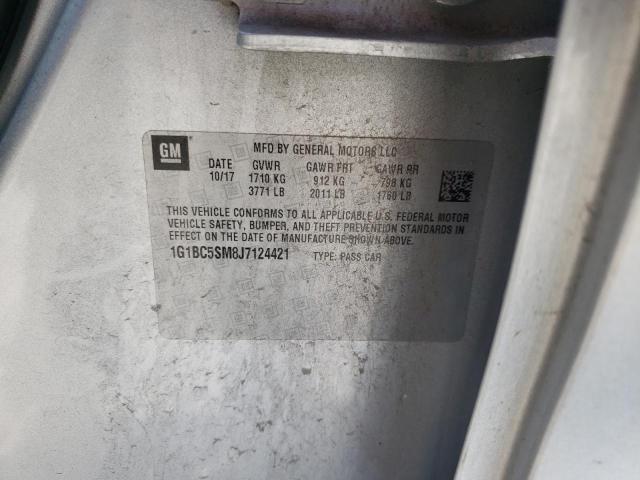 GM MFD BY GENERAL MOTORS LLC
DATE GVWR GAWR FRT GAWR RR
10/17 1710 KG 912 KG 798 KG
3771 LB 2011 LB 1760 LB
THIS VEHICLE CONFORMS TO ALL APPLICABLE U.S. FEDERAL MOTOR
VEHICLE SAFETY, BUMPER, AND THEFT PREVENTION STANDARDS IN
EFFECT ON THE DATE OF MANUFACTURE SHOWN ABOVE.
1G1BC5SM8J7124421 TYPE: PASS CAR